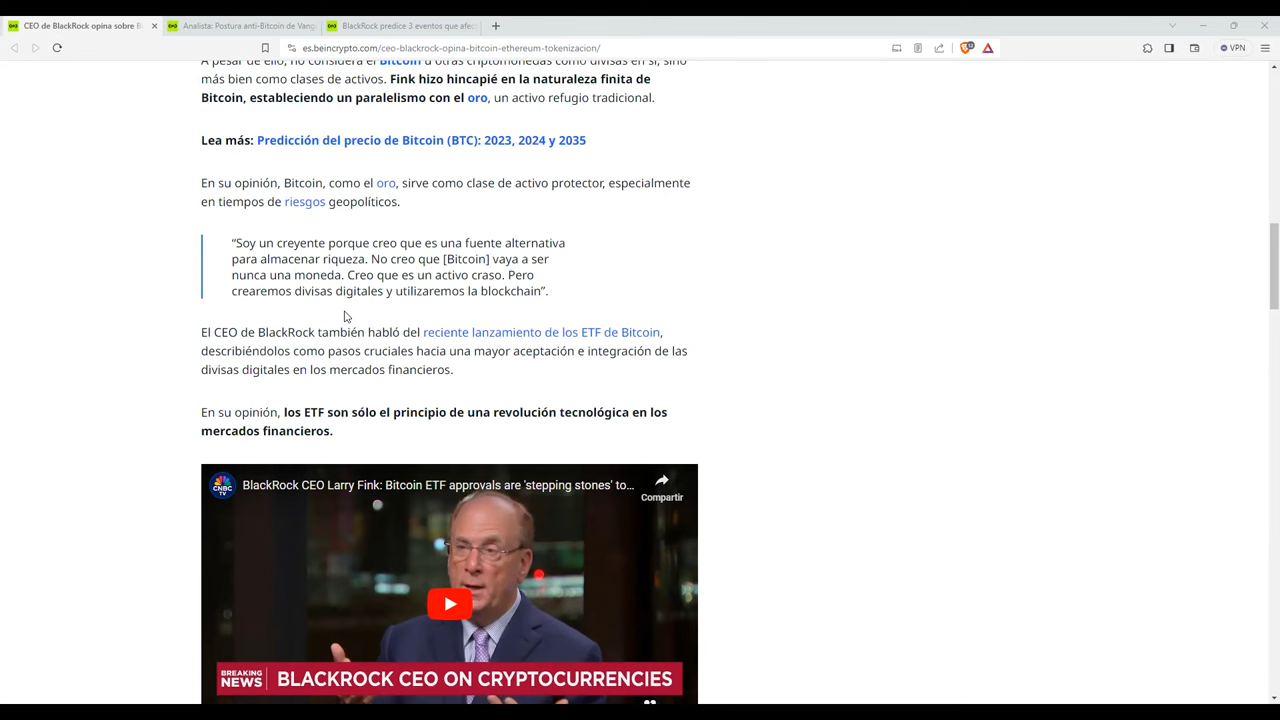 CEO de BlackRock opina sobre B
Analista: Postura anti-Bitcoin de Vang
BlackRock predice 3 eventos que afec
es.beincrypto.com/ceo-blackrock-opina-bitcoin-ethereum-tokenizacion/
VPN
A pesar de ello, no considera el Bitcoin u otras criptomonedas como divisas en sí, sino
más bien como clases de activos. Fink hizo hincapié en la naturaleza finita de
Bitcoin, estableciendo un paralelismo con el oro, un activo refugio tradicional.
Lea más: Predicción del precio de Bitcoin (BTC): 2023, 2024 y 2035
En su opinión, Bitcoin, como el oro, sirve como clase de activo protector, especialmente
en tiempos de riesgos geopolíticos.
“Soy un creyente porque creo que es una fuente alternativa
para almacenar riqueza. No creo que [Bitcoin] vaya a ser
nunca una moneda. Creo que es un activo craso. Pero
crearemos divisas digitales y utilizaremos la blockchain”.
El CEO de BlackRock también habló del reciente lanzamiento de los ETF de Bitcoin,
describiéndolos como pasos cruciales hacia una mayor aceptación e integración de las
divisas digitales en los mercados financieros.
En su opinión, los ETF son sólo el principio de una revolución tecnológica en los
mercados financieros.
CNBC
TV
BlackRock CEO Larry Fink: Bitcoin ETF approvals are 'stepping stones' to…
Compartir
BREAKING
NEWS
BLACKROCK CEO ON CRYPTOCURRENCIES